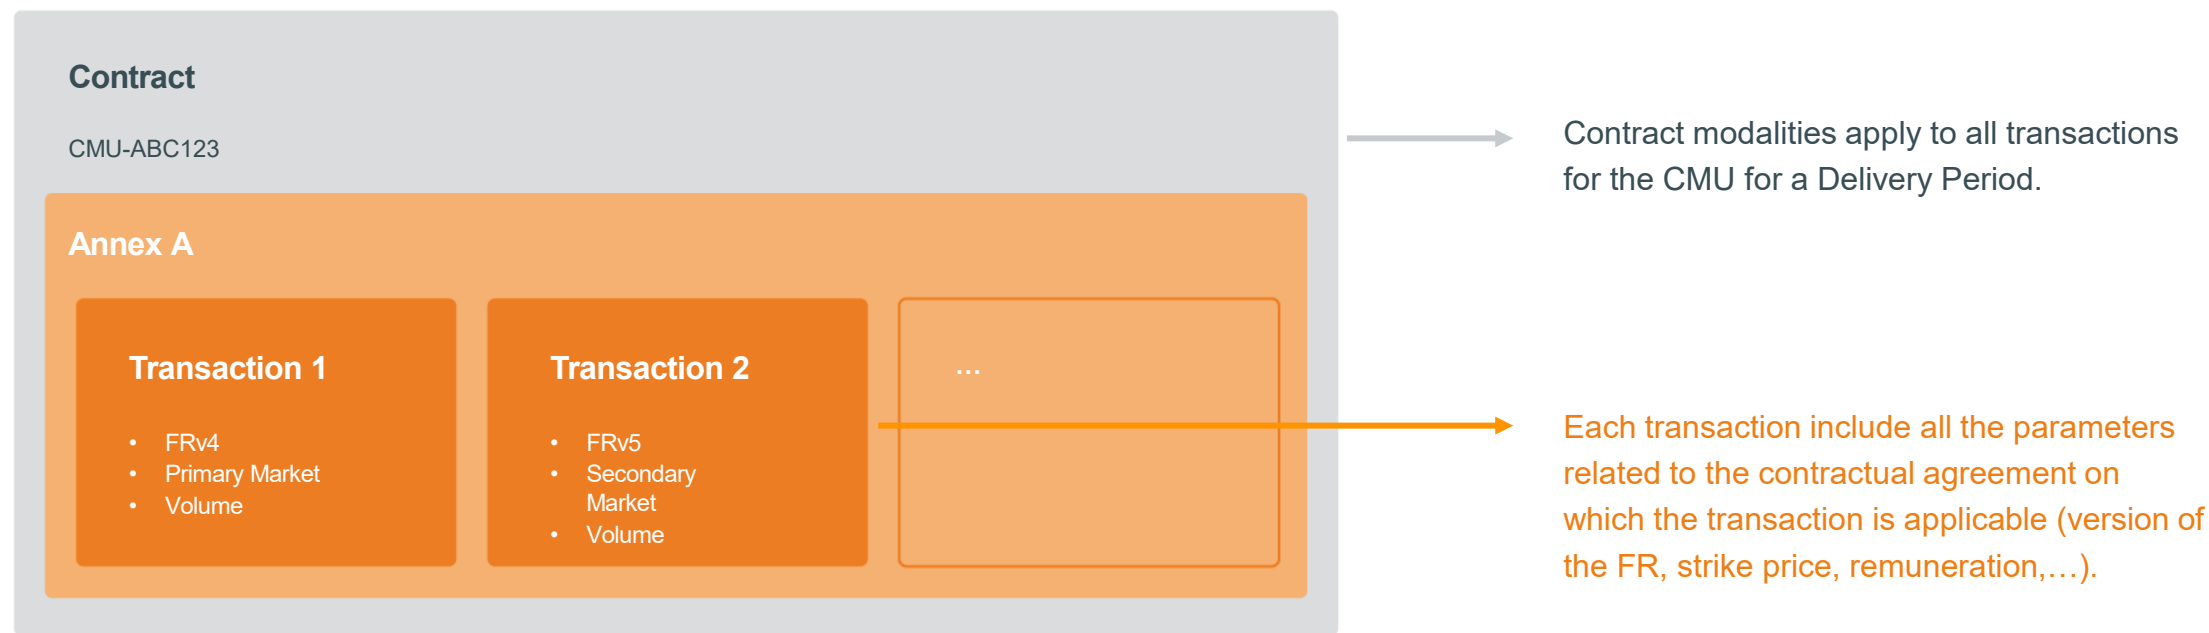 Contract
CMU-ABC123
Annex A
Transaction 1
• FRv4
• Primary Market
• Volume
Transaction 2
• FRv5
• Secondary
Market
• Volume
…
Contract modalities apply to all transactions
for the CMU for a Delivery Period.
Each transaction include all the parameters
related to the contractual agreement on
which the transaction is applicable (version of
the FR, strike price, remuneration,…).